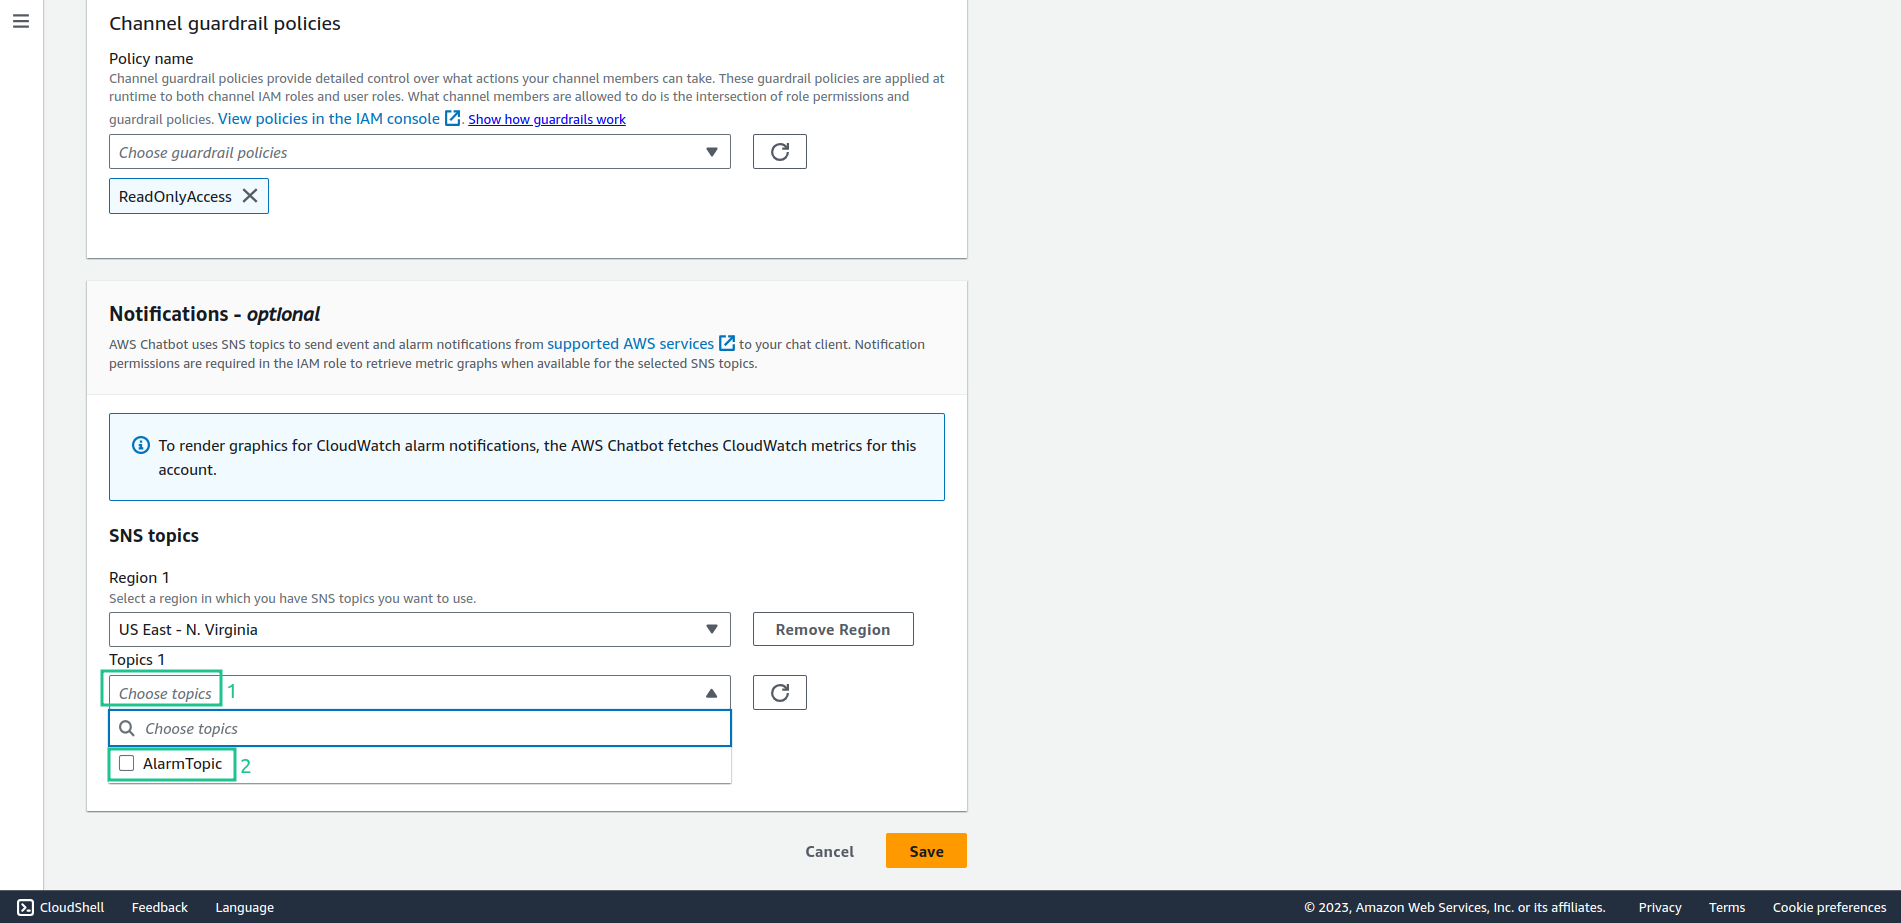 Channel guardrail policies
Policy name
Channel guardrail policies provide detailed control over what actions your channel members can take. These guardrail policies are applied at
runtime to both channel IAM roles and user roles. What channel members are allowed to do is the intersection of role permissions and
guardrail policies. View policies in the IAM console. Show how guardrails work
Choose guardrail policies
ReadOnlyAccess
Notifications - optional
AWS Chatbot uses SNS topics to send event and alarm notifications from supported AWS services to your chat client. Notification
permissions are required in the IAM role to retrieve metric graphs when available for the selected SNS topics.
To render graphics for CloudWatch alarm notifications, the AWS Chatbot fetches CloudWatch metrics for this
account.
SNS topics
Region 1
Select a region in which you have SNS topics you want to use.
US East - N. Virginia
Remove Region
Topics 1
Choose topics 1
Choose topics
AlarmTopic 2
Cancel Save
CloudShell Feedback Language © 2023, Amazon Web Services, Inc. or its affiliates. Privacy Terms Cookie preferences